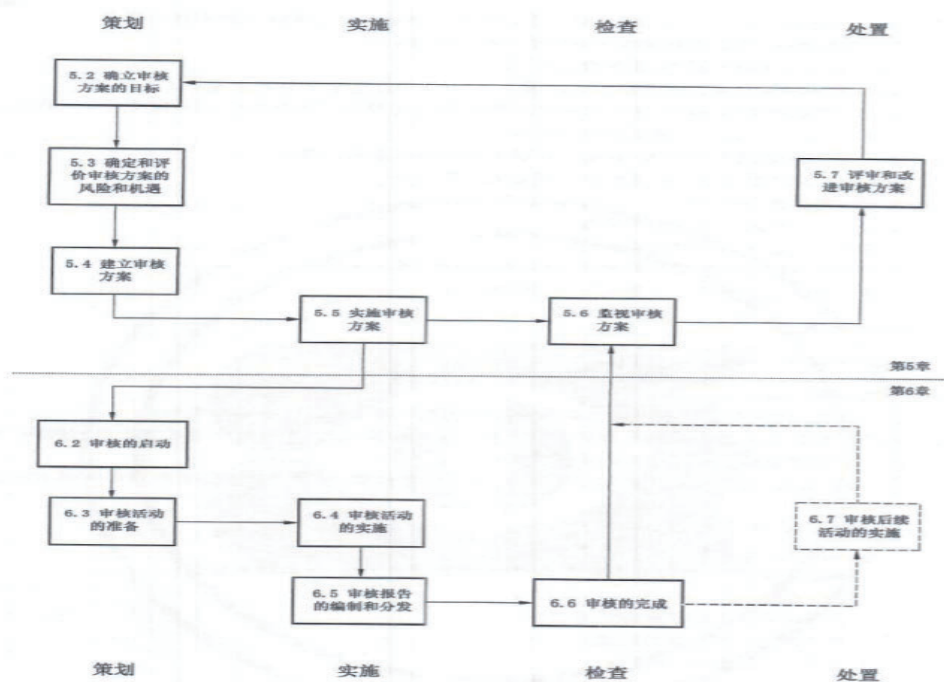 策划
实施
检查
处置
5.2 确立审核
方案的目标
5.3 确定和评
价审核方案的
风险和机遇
5.7 评审和改
进审核方案
5.4 建立审核
方案
5.5 实施审核
方案
5.6 监视审核
方案
第5章
第6章
6.2 审核的启动
6.3 审核活动
的准备
6.4 审核活动
的实施
6.7 审核后续
活动的实施
6.5 审核报告
的编制和分发
6.6 审核的完成
策划
实施
检查
处置